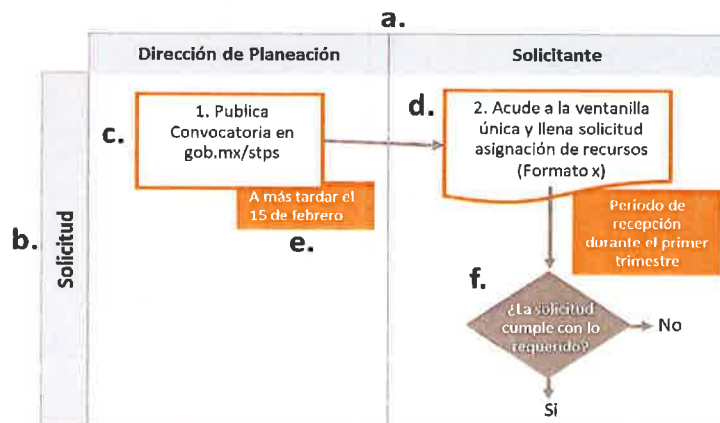 a.
Dirección de Planeación
Solicitante
b.
Solicitud
c.
1. Publica
Convocatoria en
gob.mx/stps
A más tardar el
15 de febrero
e.
d.
2. Acude a la ventanilla
única y llena solicitud
asignación de recursos
(Formato x)
Período de
recepción
durante el primer
trimestre
f.
¿La solicitud
cumple con lo
requerido?
No
Si